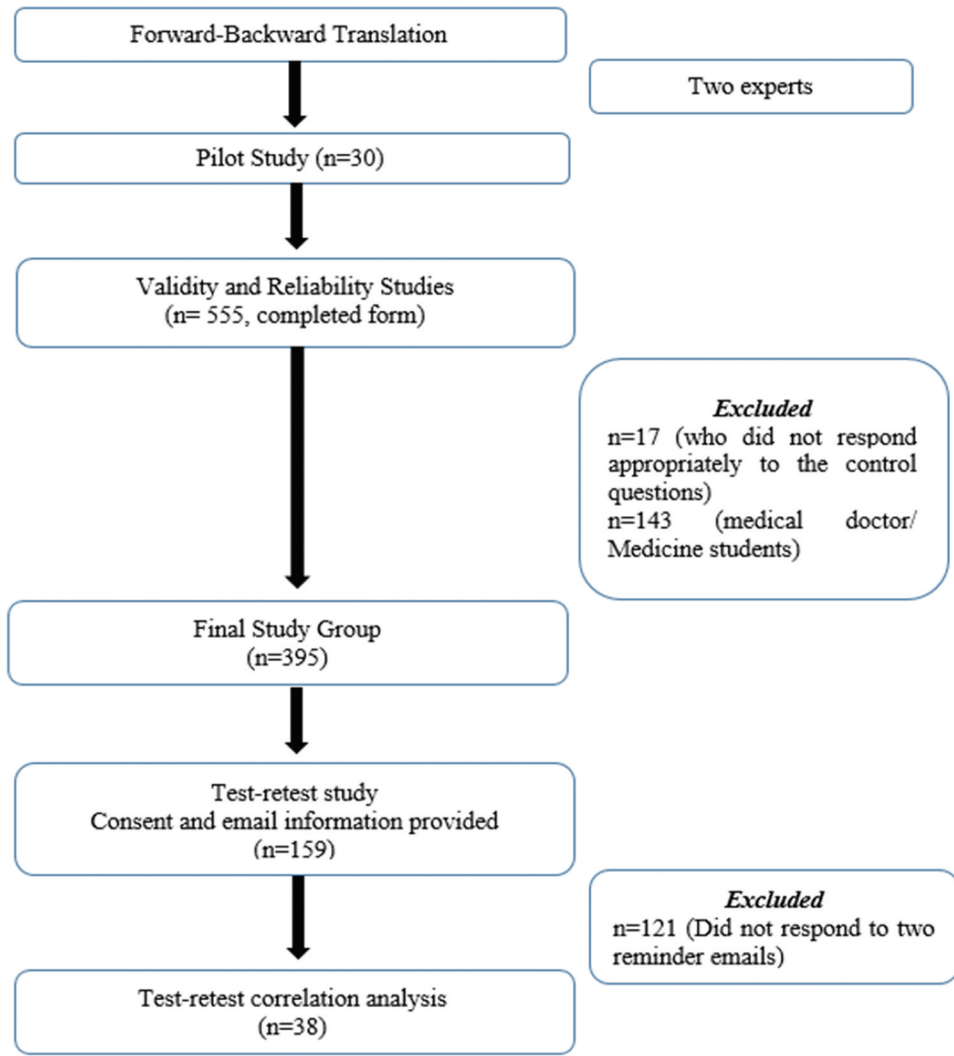 Forward-Backward Translation
Two experts
Pilot Study (n=30)
Validity and Reliability Studies
(n= 555, completed form)
Excluded
n=17 (who did not respond
appropriately to the control
questions)
n=143 (medical doctor/
Medicine students)
Final Study Group
(n=395)
Test-retest study
Consent and email information provided
(n=159)
Excluded
n=121 (Did not respond to two
reminder emails)
Test-retest correlation analysis
(n=38)